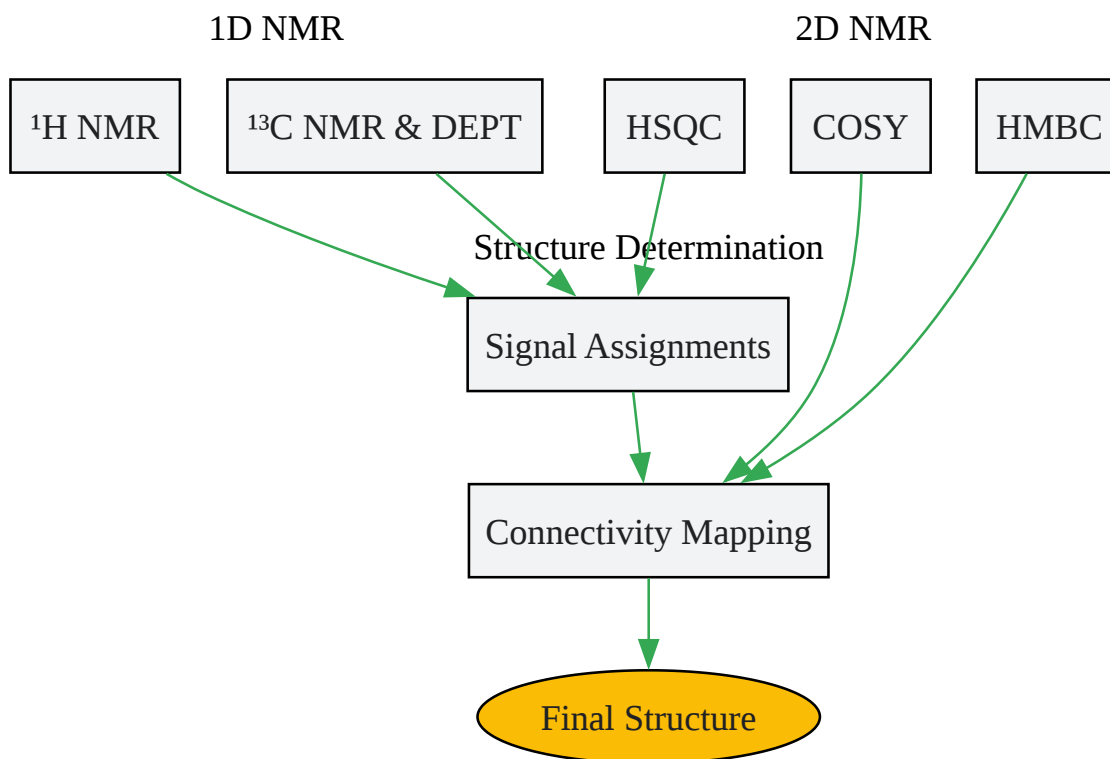 1D NMR
2D NMR
¹H NMR
¹³C NMR & DEPT
HSQC
COSY
HMBC
Structure Determination
Signal Assignments
Connectivity Mapping
Final Structure